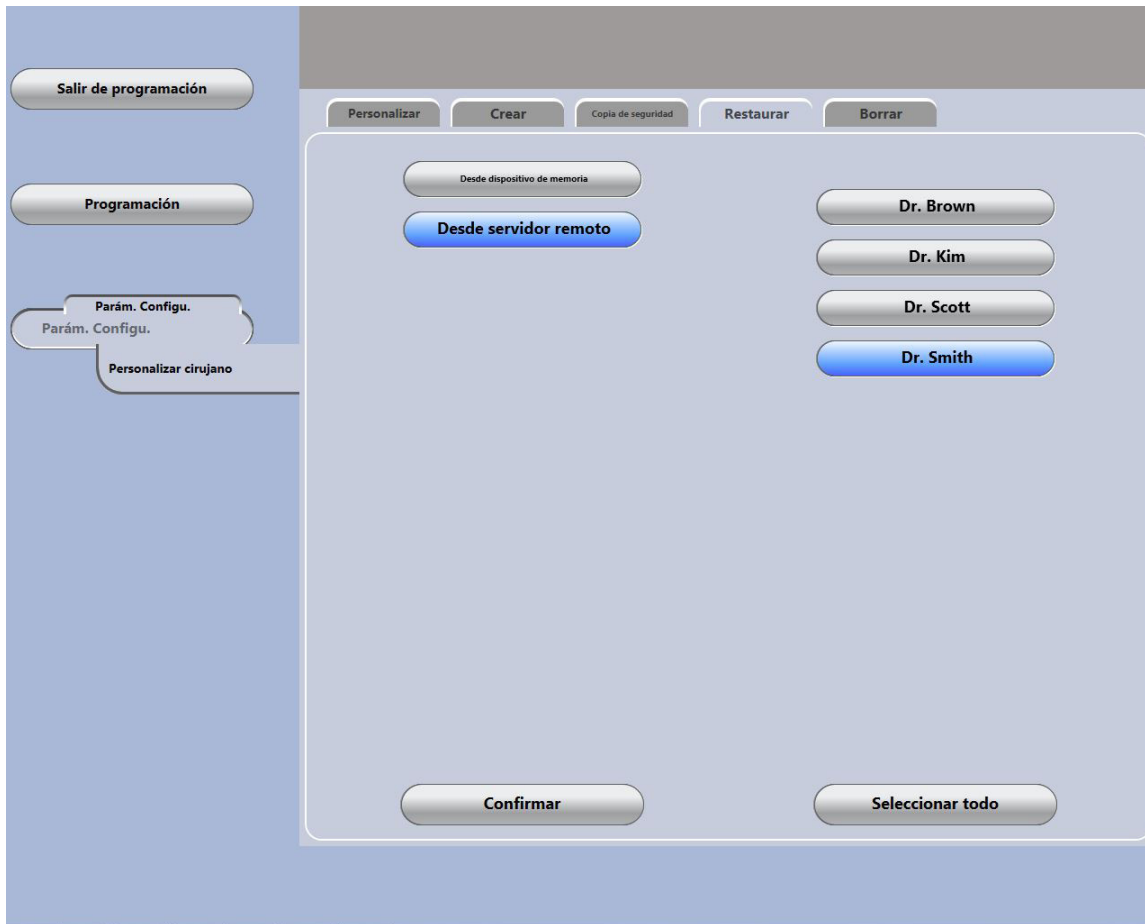 Salir de programación
Programación
Parám. Configu.
Parám. Configu.
Personalizar cirujano
Personalizar
Crear
Copia de seguridad
Restaurar
Borrar
Desde dispositivo de memoria
Desde servidor remoto
Dr. Brown
Dr. Kim
Dr. Scott
Dr. Smith
Confirmar
Seleccionar todo